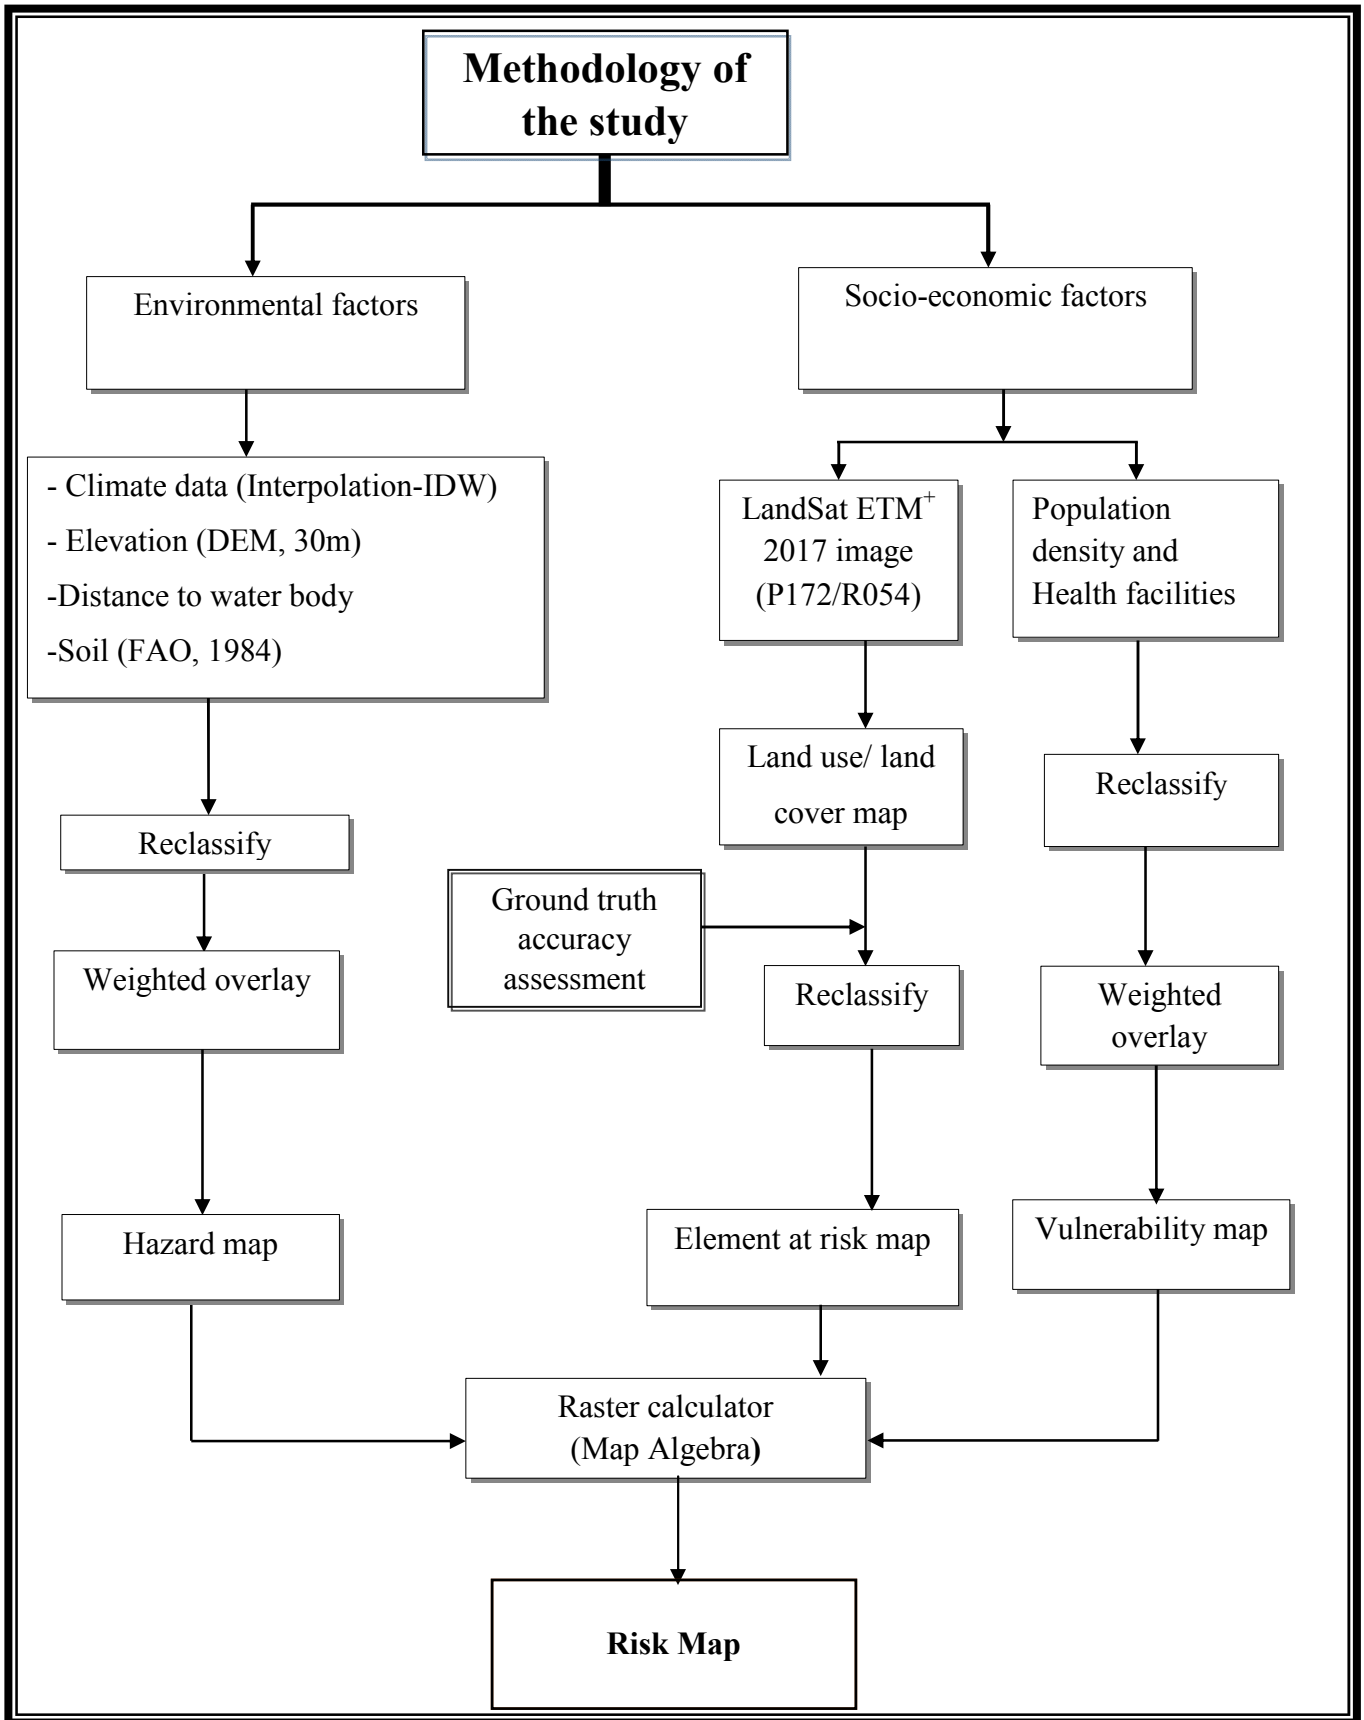 Methodology of
the study
Environmental factors
Socio-economic factors
- Climate data (Interpolation-IDW)
- Elevation (DEM, 30m)
-Distance to water body
-Soil (FAO, 1984)
LandSat ETM+
2017 image
(P172/R054)
Population
density and
Health facilities
Land use/ land
cover map
Reclassify
Reclassify
Ground truth
accuracy
assessment
Weighted overlay
Reclassify
Weighted
overlay
Hazard map
Element at risk map
Vulnerability map
Raster calculator
(Map Algebra)
Risk Map